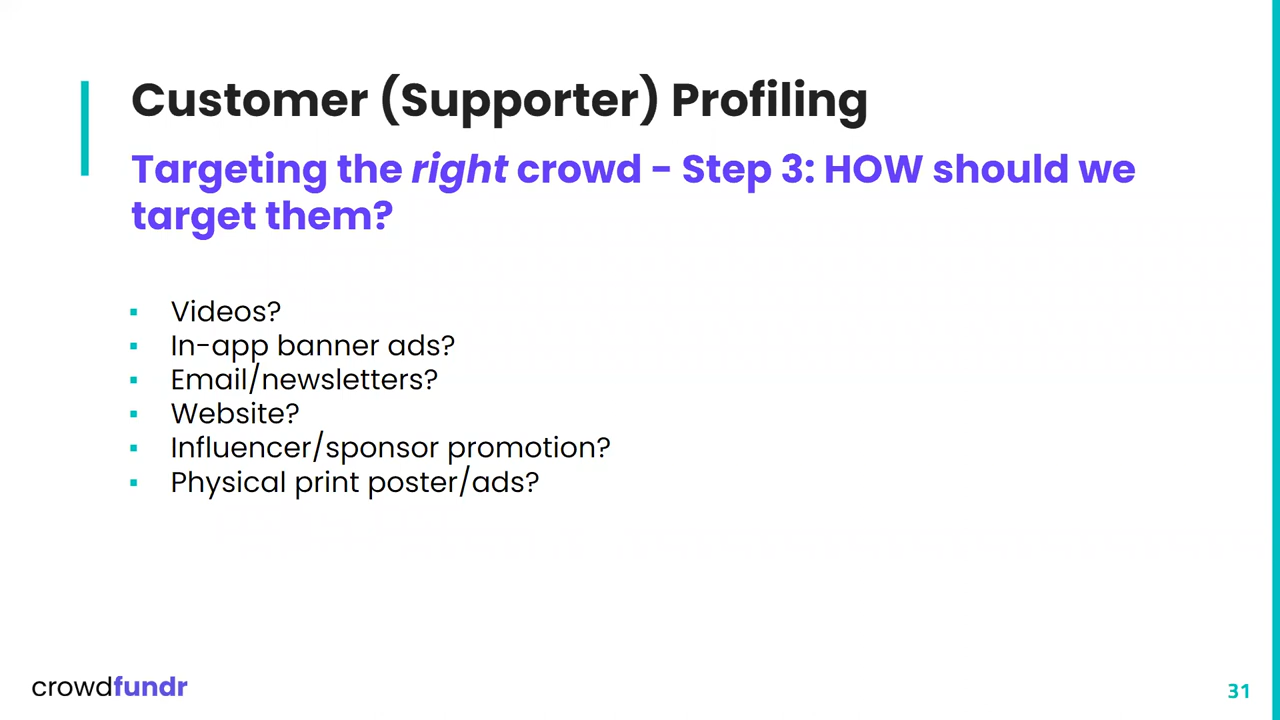 Customer (Supporter) Profiling
Targeting the right crowd - Step 3: HOW should we
target them?
▪ Videos?
▪ In-app banner ads?
▪ Email/newsletters?
▪ Website?
▪ Influencer/sponsor promotion?
▪ Physical print poster/ads?
crowdfundr
31